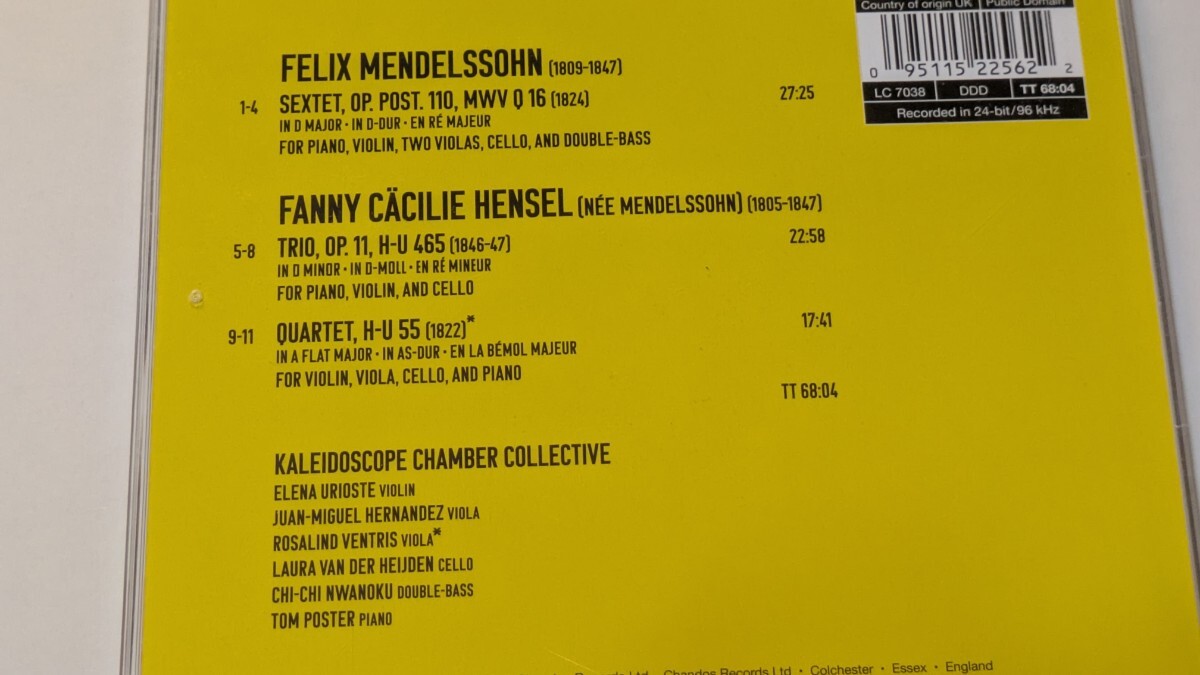 Country of origin UK | Public Domain
0 95115 22562 2
LC 7038 | DDD | TT 68:04
Recorded in 24-bit/96 kHz
FELIX MENDELSSOHN (1809-1847)
1-4 SEXTET, OP. POST. 110, MWV Q 16 (1824) 27:25
IN D MAJOR · IN D-DUR · EN RÉ MAJEUR
FOR PIANO, VIOLIN, TWO VIOLAS, CELLO, AND DOUBLE-BASS
FANNY CÄCILIE HENSEL (NÉE MENDELSSOHN) (1805-1847)
5-8 TRIO, OP. 11, H-U 465 (1846-47) 22:58
IN D MINOR · IN D-MOLL · EN RÉ MINEUR
FOR PIANO, VIOLIN, AND CELLO
9-11 QUARTET, H-U 55 (1822)* 17:41
IN A FLAT MAJOR · IN AS-DUR · EN LA BÉMOL MAJEUR
FOR VIOLIN, VIOLA, CELLO, AND PIANO
TT 68:04
KALEIDOSCOPE CHAMBER COLLECTIVE
ELENA URIOSTE VIOLIN
JUAN-MIGUEL HERNANDEZ VIOLA
ROSALIND VENTRIS VIOLA*
LAURA VAN DER HEIJDEN CELLO
CHI-CHI NWANOKU DOUBLE-BASS
TOM POSTER PIANO
Records Ltd · Chandos Records Ltd · Colchester · Essex · England